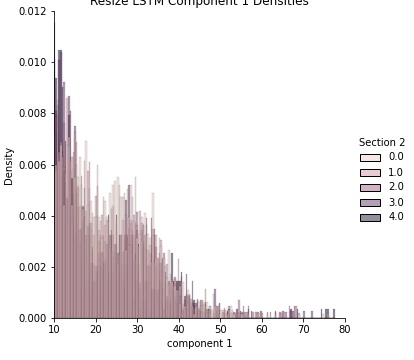 Resize LSTM Component 1 Densities
0.012
0.010
0.008
0.006
0.004
0.002
0.000
Density
10 20 30 40 50 60 70 80
component 1
Section 2
0.0
1.0
2.0
3.0
4.0